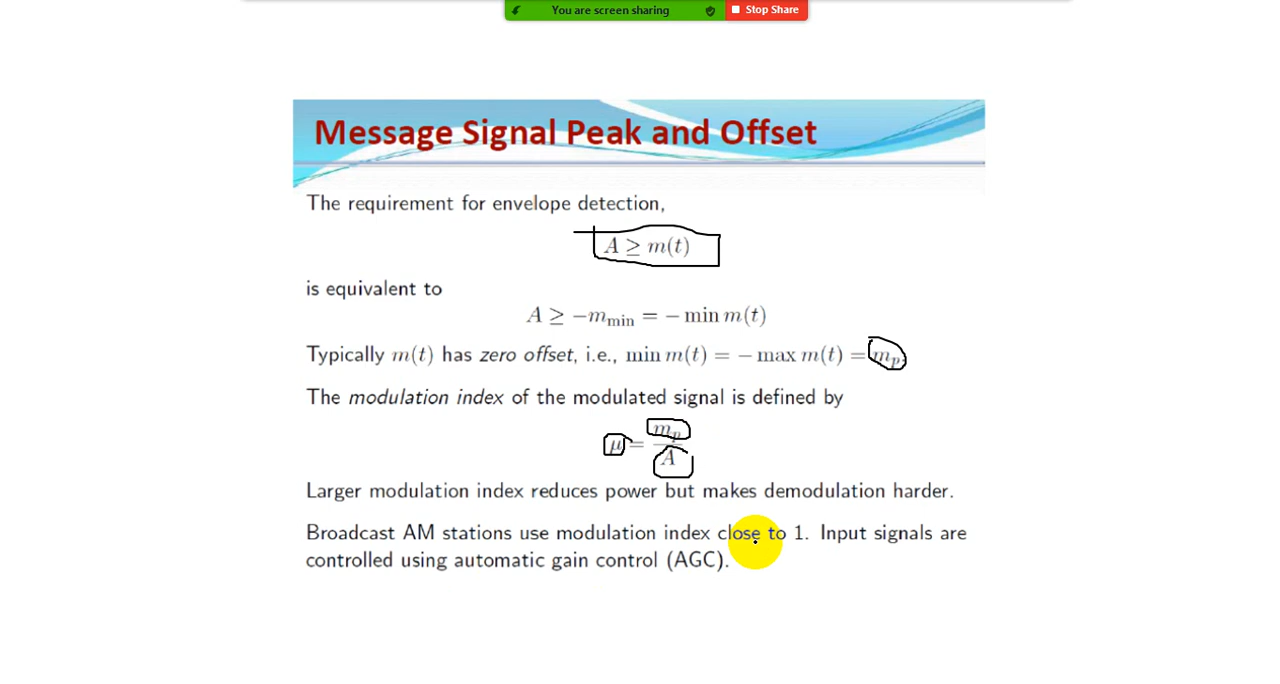 You are screen sharing Stop Share
Message Signal Peak and Offset
The requirement for envelope detection,
A ≥ m(t)
is equivalent to
A ≥ −m_min = − min m(t)
Typically m(t) has zero offset, i.e., min m(t) = − max m(t) = m_p.
The modulation index of the modulated signal is defined by
μ = m_p / A
Larger modulation index reduces power but makes demodulation harder.
Broadcast AM stations use modulation index close to 1. Input signals are
controlled using automatic gain control (AGC).